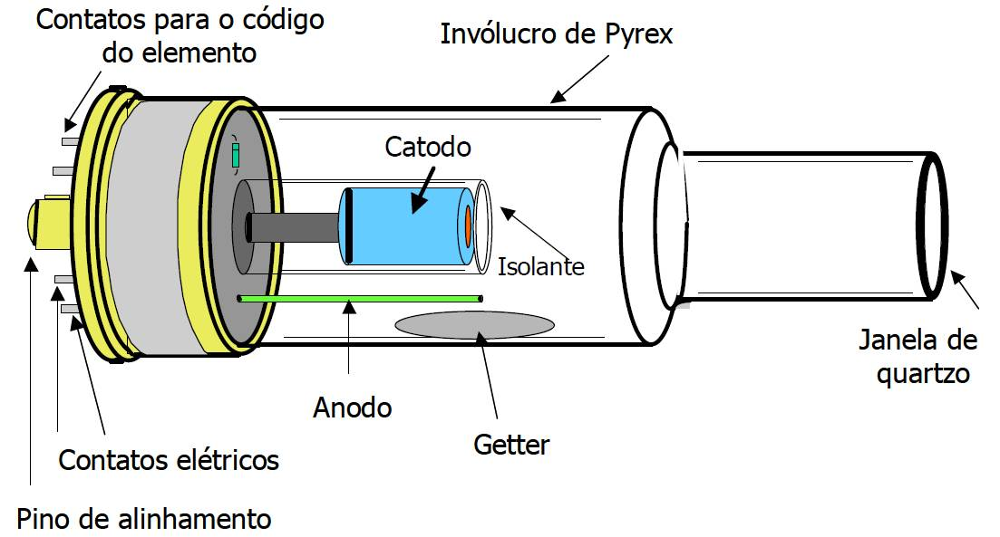 Contatos para o código
do elemento
Invólucro de Pyrex
Catodo
Isolante
Janela de
quartzo
Anodo
Getter
Contatos elétricos
Pino de alinhamento